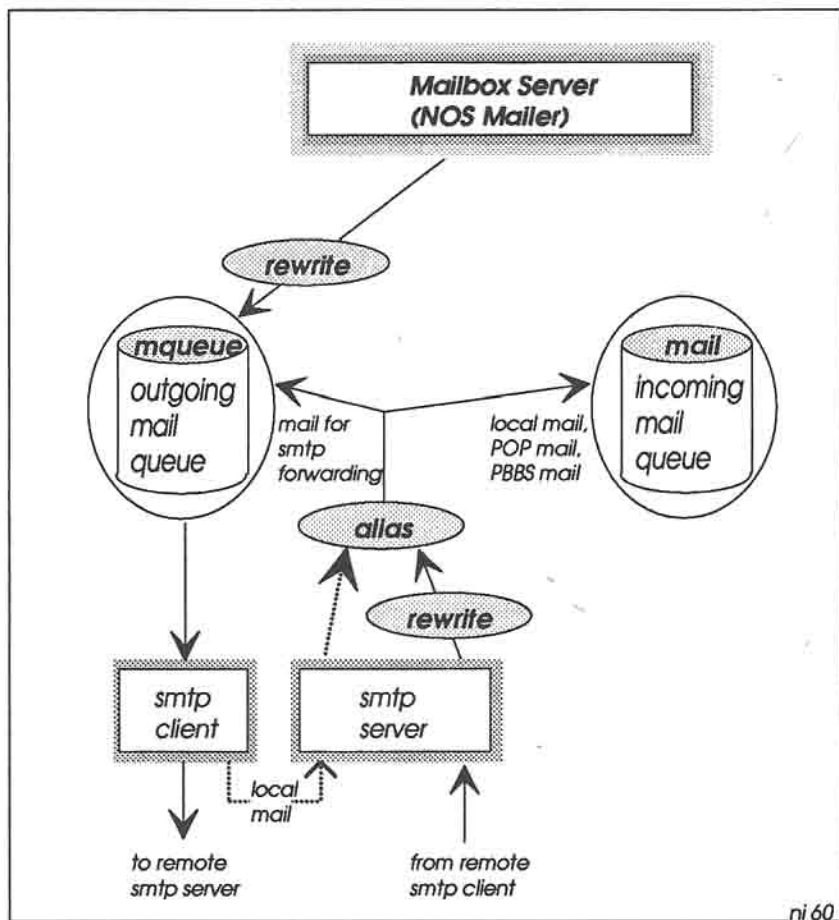 Mailbox Server
(NOS Mailer)
rewrite
mqueue
outgoing
mail
queue
mail for
smtp
forwarding
local mail,
POP mail,
PBBS mail
mail
incoming
mail
queue
alias
rewrite
smtp
client
smtp
server
local
mail
to remote
smtp server
from remote
smtp client
ni 60